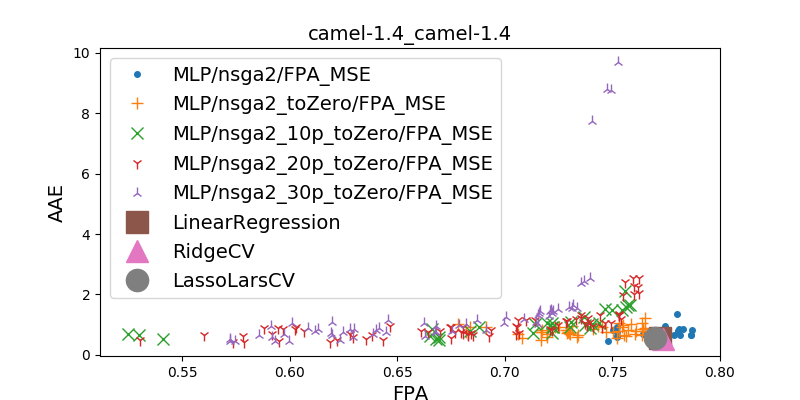 camel-1.4_camel-1.4
10
8
6
4
2
0
AAE
MLP/nsga2/FPA_MSE
MLP/nsga2_toZero/FPA_MSE
MLP/nsga2_10p_toZero/FPA_MSE
MLP/nsga2_20p_toZero/FPA_MSE
MLP/nsga2_30p_toZero/FPA_MSE
LinearRegression
RidgeCV
LassoLarsCV
0.55 0.60 0.65 0.70 0.75 0.80
FPA